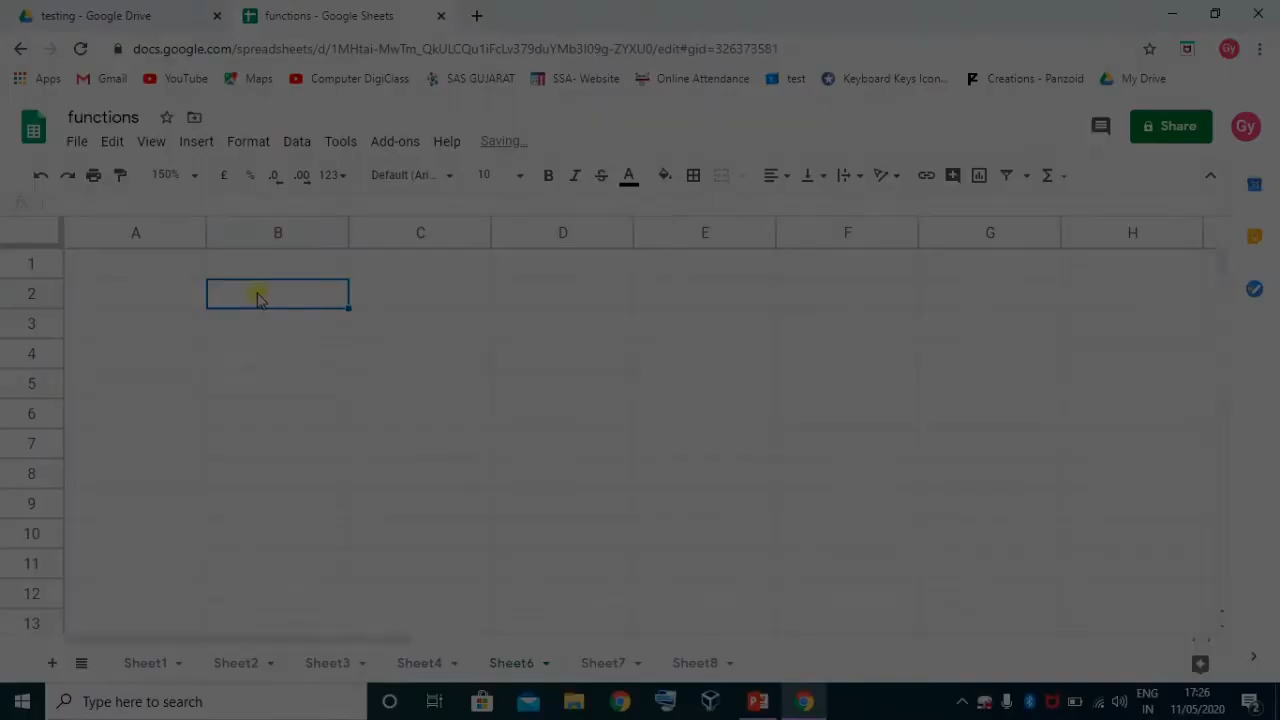 testing - Google Drive
functions - Google Sheets
docs.google.com/spreadsheets/d/1MHtai-MwTm_QkULCQu1iFcLv379duYMb3I09g-ZYXU0/edit#gid=326373581
Apps Gmail YouTube Maps Computer DigiClass SAS GUJARAT SSA- Website Online Attendance test Keyboard Keys Icon... Creations - Panzoid My Drive
functions
File Edit View Insert Format Data Tools Add-ons Help Saving...
Share
Gy
Gy
150% £ % .0 .00 123 Default (Ari... 10 B I S A Σ
fx
A B C D E F G H
1
2
3
4
5
6
7
8
9
10
11
12
13
Sheet1 Sheet2 Sheet3 Sheet4 Sheet6 Sheet7 Sheet8
Type here to search
ENG
IN
17:26
11/05/2020
2